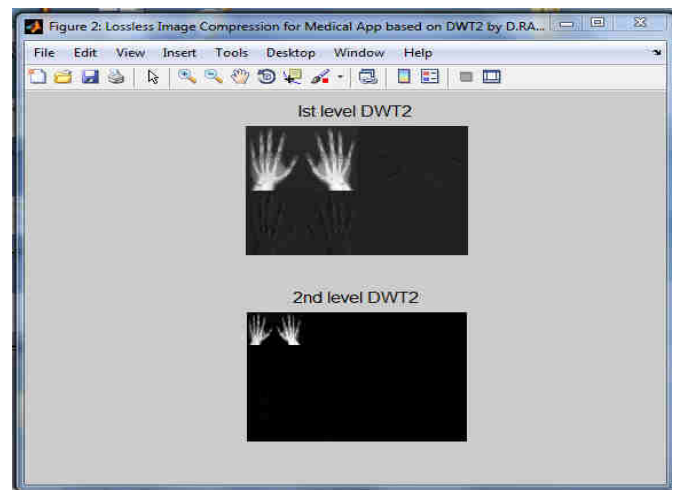 Figure 2: Lossless Image Compression for Medical App based on DWT2 by D.RA...
File Edit View Insert Tools Desktop Window Help
Ist level DWT2
2nd level DWT2